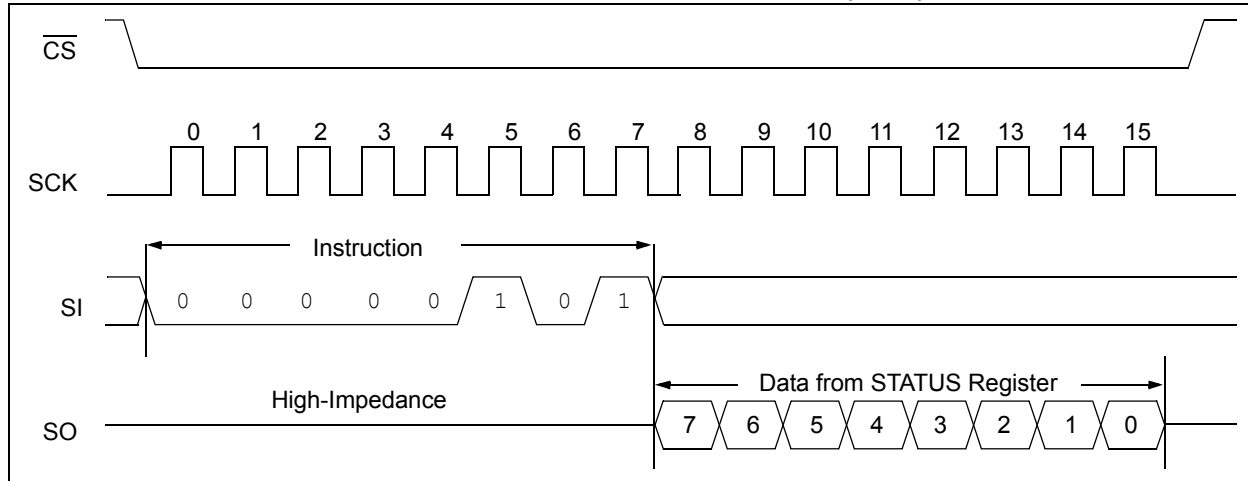 CS
0 1 2 3 4 5 6 7 8 9 10 11 12 13 14 15
SCK
Instruction
SI 0 0 0 0 0 1 0 1
Data from STATUS Register
High-Impedance
SO 7 6 5 4 3 2 1 0